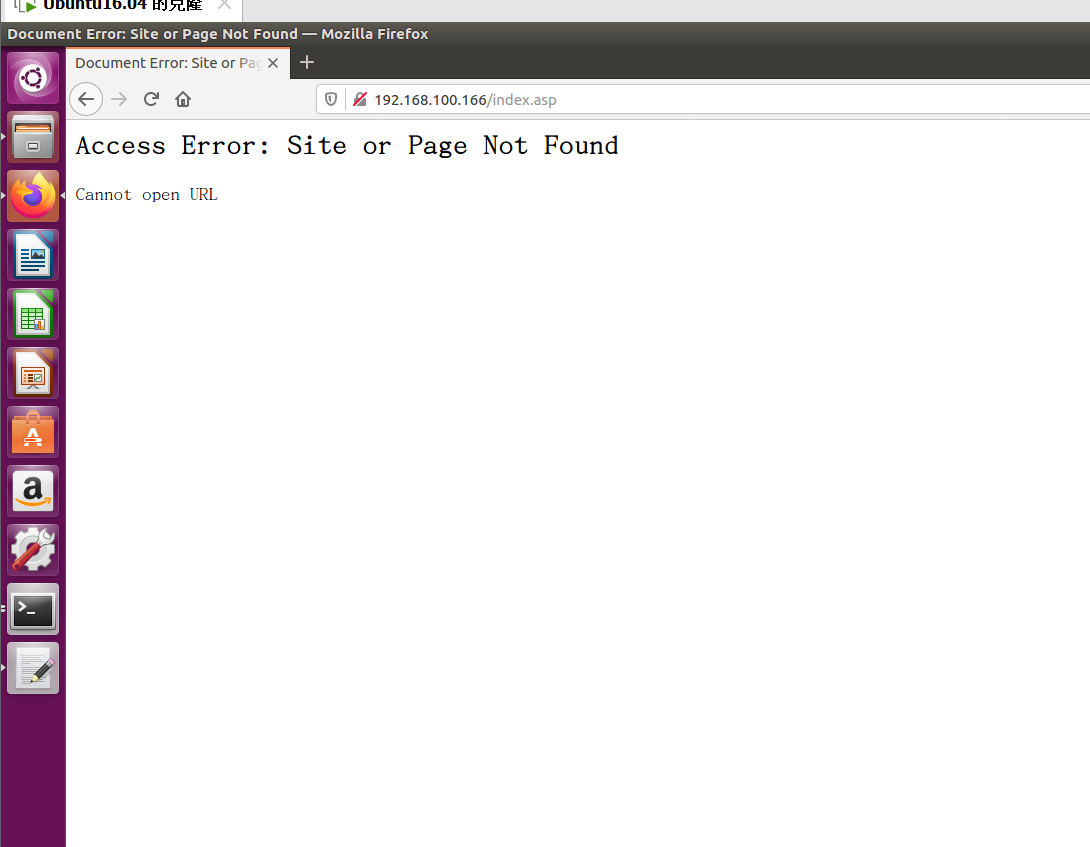 Ubuntu16.04 的克隆
Document Error: Site or Page Not Found — Mozilla Firefox
Document Error: Site or Pag
192.168.100.166/index.asp
Access Error: Site or Page Not Found
Cannot open URL